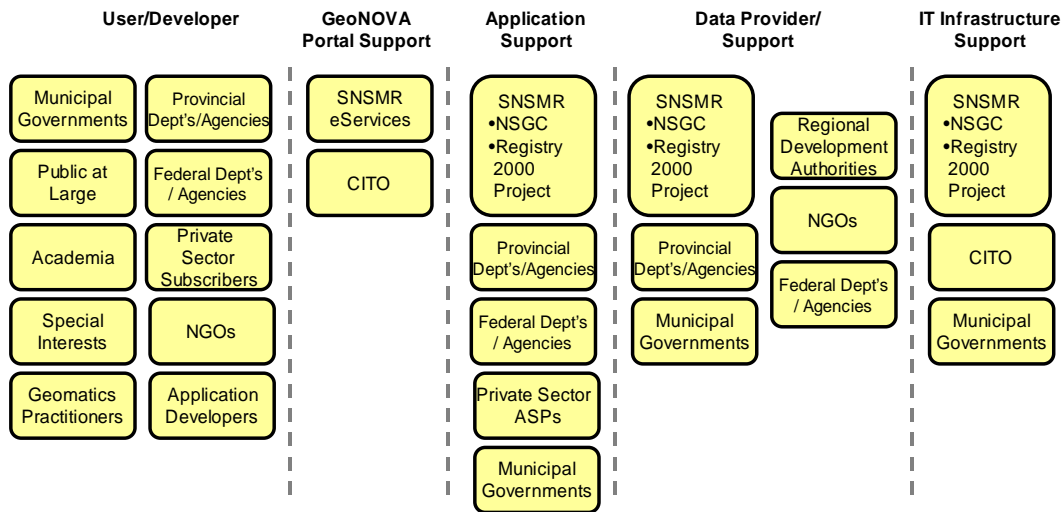 User/Developer
GeoNOVA
Portal Support
Application
Support
Data Provider/
Support
IT Infrastructure
Support
Municipal
Governments
Provincial
Dept's/Agencies
Public at
Large
Federal Dept's
/ Agencies
Academia
Private
Sector
Subscribers
Special
Interests
NGOs
Geomatics
Practitioners
Application
Developers
SNSMR
eServices
CITO
SNSMR
•NSGC
•Registry
2000
Project
Provincial
Dept's/Agencies
Federal Dept's
/ Agencies
Private Sector
ASPs
Municipal
Governments
SNSMR
•NSGC
•Registry
2000
Project
Provincial
Dept's/Agencies
Municipal
Governments
Regional
Development
Authorities
NGOs
Federal Dept's
/ Agencies
SNSMR
•NSGC
•Registry
2000
Project
CITO
Municipal
Governments